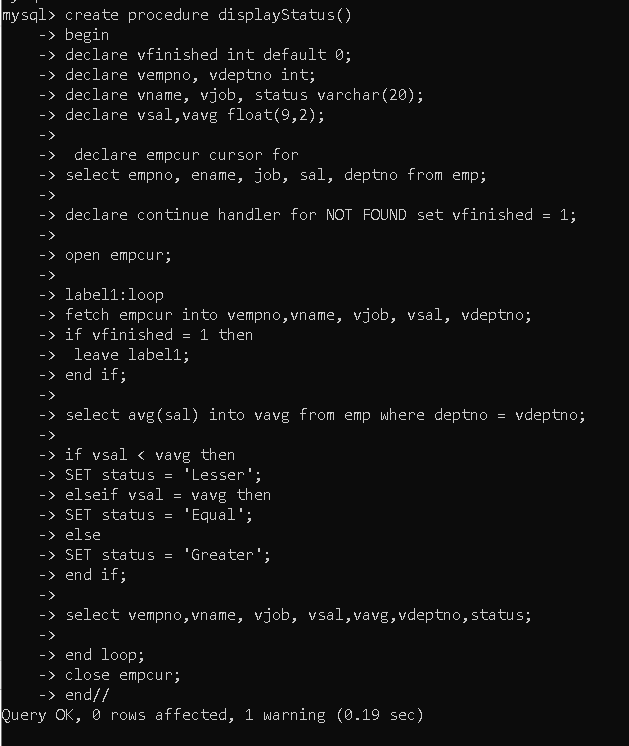 mysql> create procedure displayStatus()
    -> begin
    -> declare vfinished int default 0;
    -> declare vempno, vdeptno int;
    -> declare vname, vjob, status varchar(20);
    -> declare vsal,vavg float(9,2);
    ->
    ->  declare empcur cursor for
    -> select empno, ename, job, sal, deptno from emp;
    ->
    -> declare continue handler for NOT FOUND set vfinished = 1;
    ->
    -> open empcur;
    ->
    -> label1:loop
    -> fetch empcur into vempno,vname, vjob, vsal, vdeptno;
    -> if vfinished = 1 then
    ->  leave label1;
    -> end if;
    ->
    -> select avg(sal) into vavg from emp where deptno = vdeptno;
    ->
    -> if vsal < vavg then
    -> SET status = 'Lesser';
    -> elseif vsal = vavg then
    -> SET status = 'Equal';
    -> else
    -> SET status = 'Greater';
    -> end if;
    ->
    -> select vempno,vname, vjob, vsal,vavg,vdeptno,status;
    ->
    -> end loop;
    -> close empcur;
    -> end//
Query OK, 0 rows affected, 1 warning (0.19 sec)